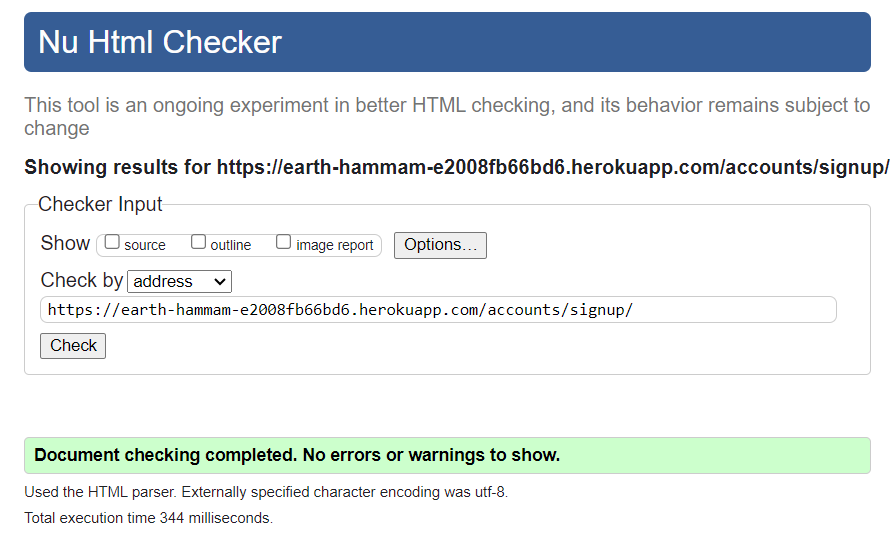 Nu Html Checker
This tool is an ongoing experiment in better HTML checking, and its behavior remains subject to
change
Showing results for https://earth-hammam-e2008fb66bd6.herokuapp.com/accounts/signup/
Checker Input
Show source outline image report Options...
Check by address
https://earth-hammam-e2008fb66bd6.herokuapp.com/accounts/signup/
Check
Document checking completed. No errors or warnings to show.
Used the HTML parser. Externally specified character encoding was utf-8.
Total execution time 344 milliseconds.